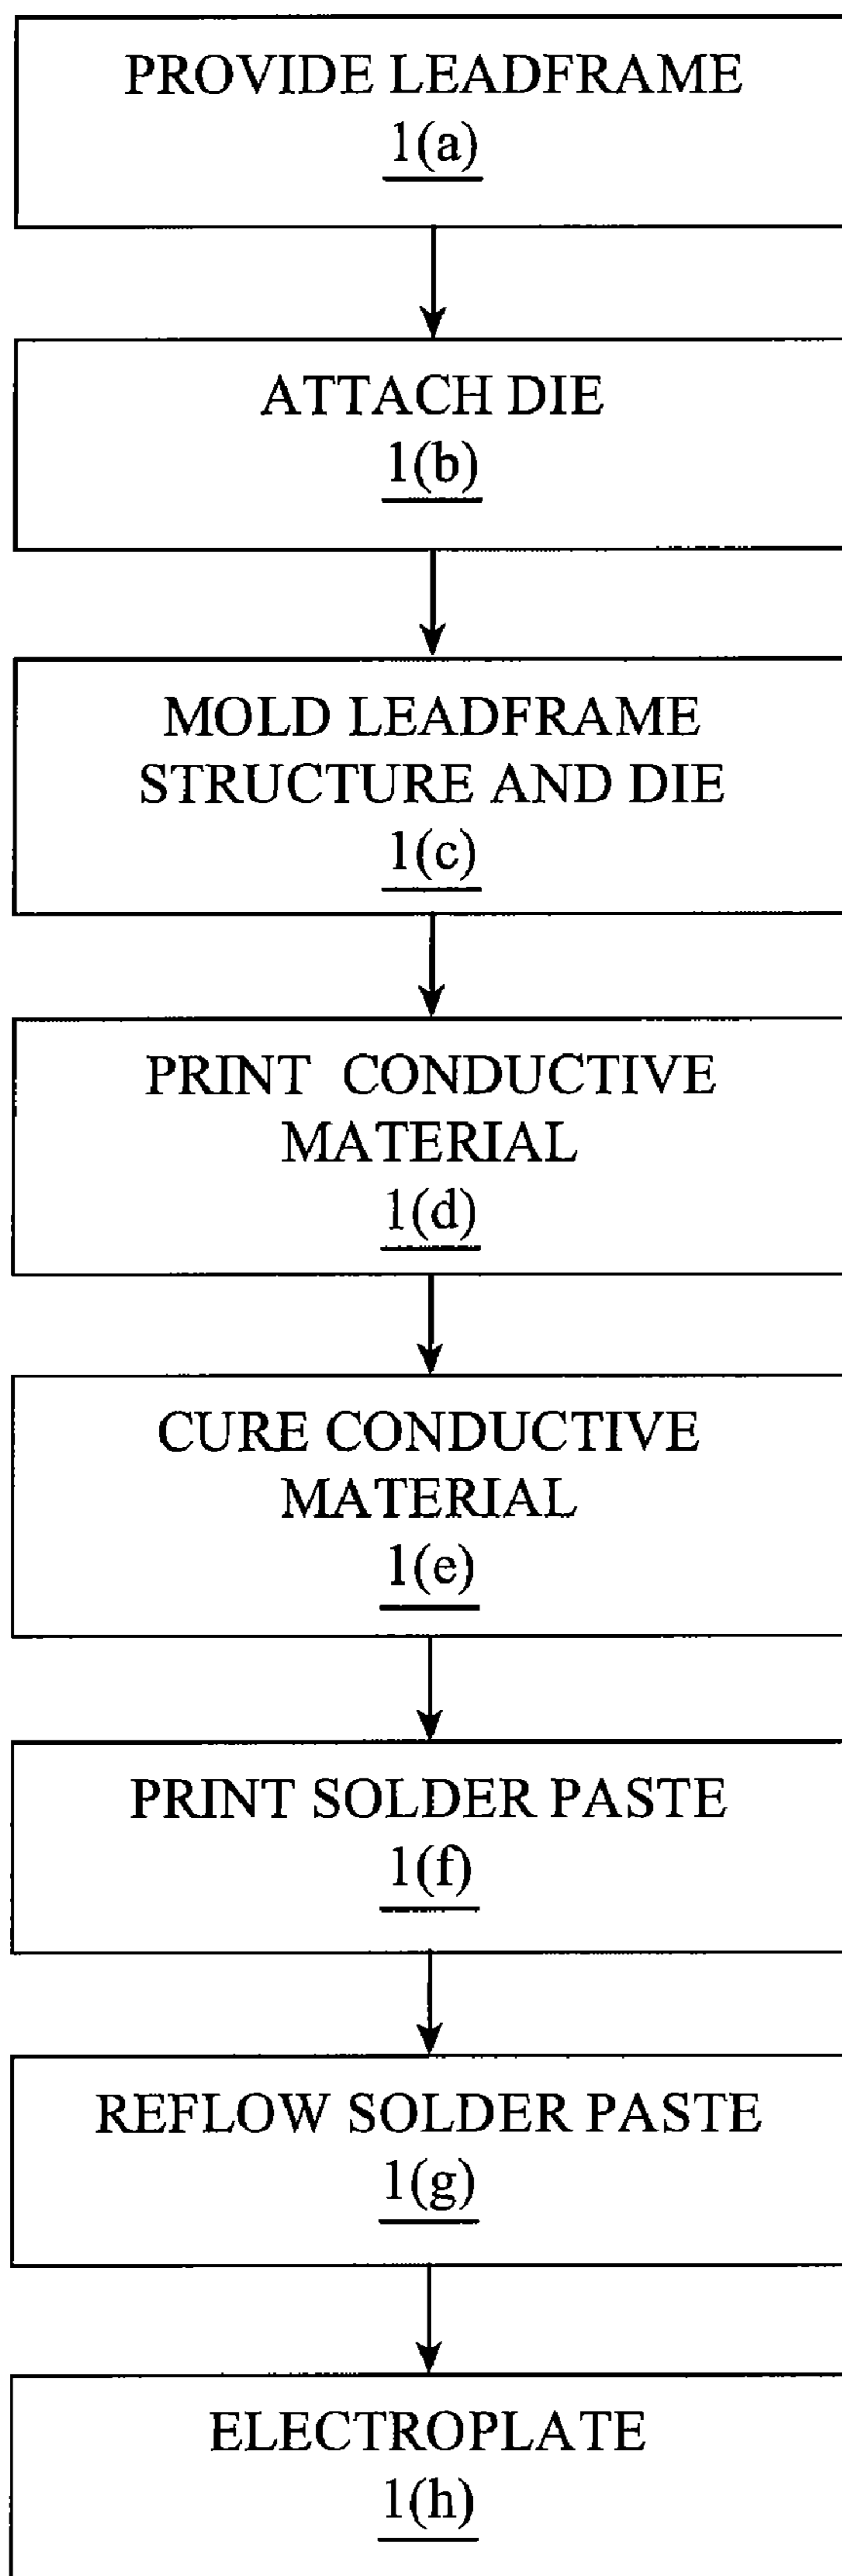 PROVIDE LEADFRAME
1(a)
ATTACH DIE
1(b)
MOLD LEADFRAME
STRUCTURE AND DIE
1(c)
PRINT CONDUCTIVE
MATERIAL
1(d)
CURE CONDUCTIVE
MATERIAL
1(e)
PRINT SOLDER PASTE
1(f)
REFLOW SOLDER PASTE
1(g)
ELECTROPLATE
1(h)